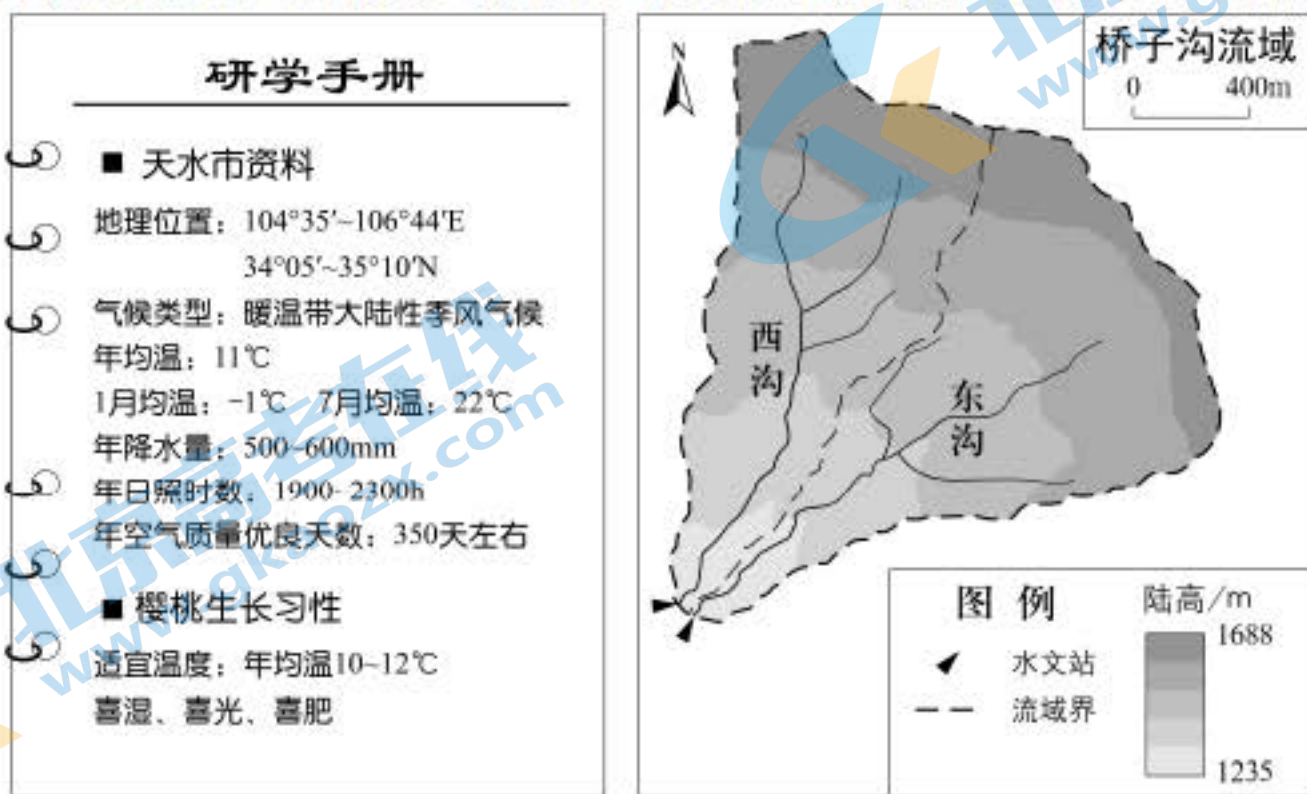 研学手册
■ 天水市资料
地理位置：104°35′~106°44′E
34°05′~35°10′N
气候类型：暖温带大陆性季风气候
年均温：11℃
1月均温：-1℃ 7月均温：22℃
年降水量：500~600mm
年日照时数：1900-2300h
年空气质量优良天数：350天左右
■ 樱桃生长习性
适宜温度：年均温10~12℃
喜湿、喜光、喜肥
桥子沟流域
0 400m
N
西沟
东沟
图 例
水文站
流域界
陆高/m
1688
1235
北京高考在线
www.gkaozx.com
北
www.g